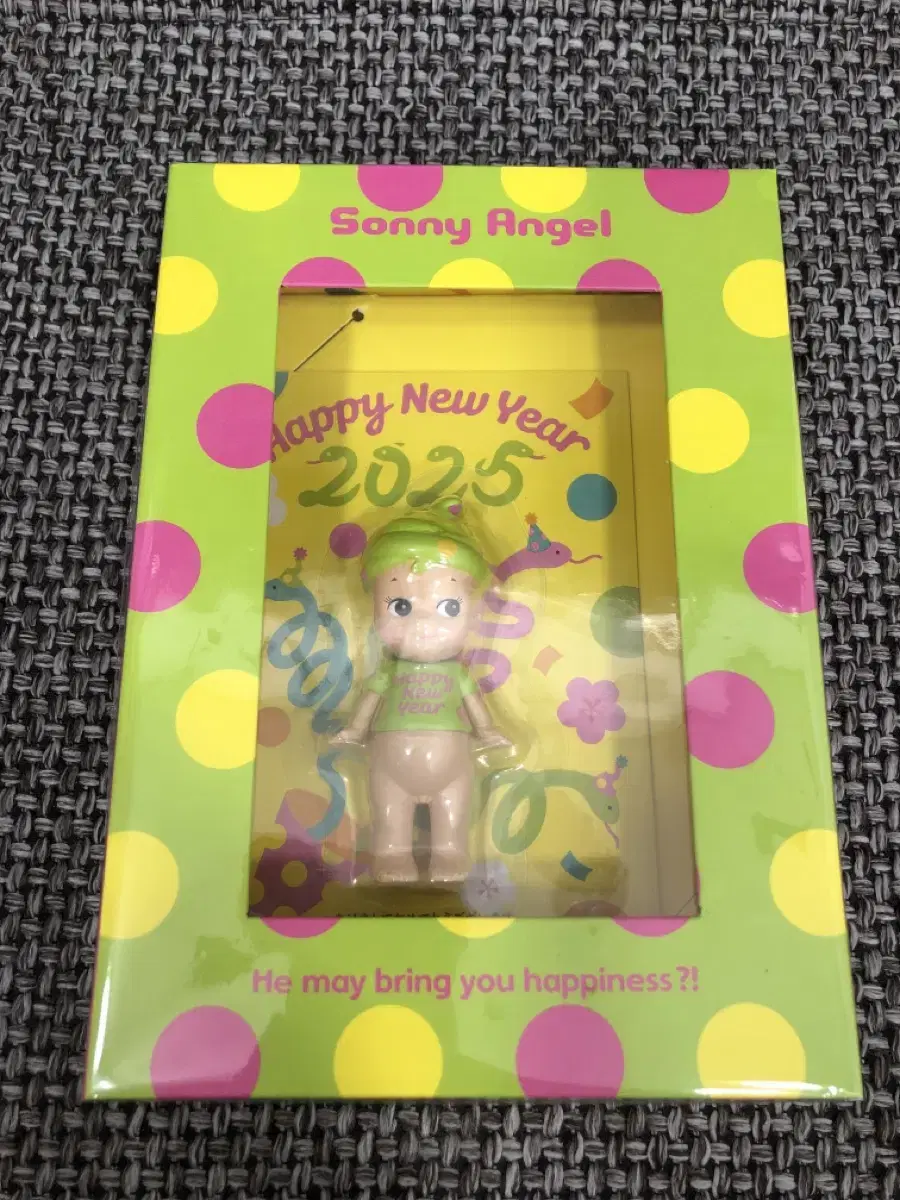 Sonny Angel
Happy New Year
2025
Happy
New
Year
He may bring you happiness?!